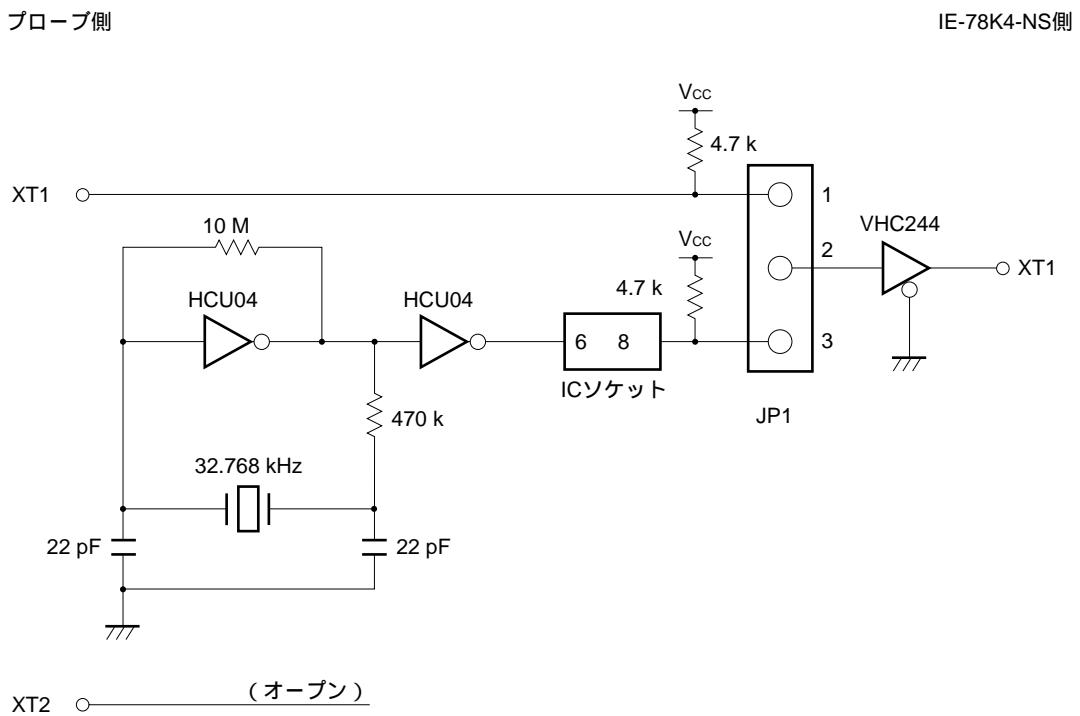 プローブ側
IE-78K4-NS側
VCC
4.7 k
XT1
1
10 M
VHC244
VCC
2
XT1
HCU04
HCU04
4.7 k
6 8
3
ICソケット
JP1
470 k
32.768 kHz
22 pF
22 pF
XT2
(オープン)